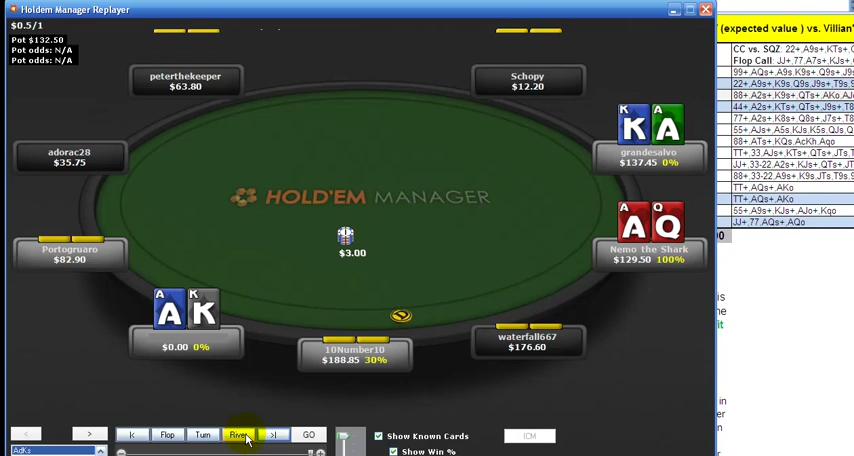 Holdem Manager Replayer
$0.5/1
Pot $132.50
Pot odds: N/A
Pot odds: N/A
peterthekeeper
$63.80
Schopy
$12.20
K A
grandesalvo
$137.45 0%
adorac28
$35.75
HOLD'EM MANAGER
A Q
A Q
Nemo the Shark
$129.50 100%
$3.00
Portogruaro
$82.90
A K
A K
$0.00 0%
10Number10
$188.85 30%
waterfall667
$176.60
Flop
Turn
River
GO
Show Known Cards
ICM
Show Win %
AdKs
(expected value ) vs. Villian'
CC vs. SQZ: 22+,A9s+,KTs+,
Flop Call: JJ+,77,A7s+,KJs+,
99+,AQs+,A9s,K9s+,Q9s+,J9s
22+,A9s+,K9s,Q9s,J9s+,T9s,9
88+,A2s+,K9s+,QTs+,AKo,AJ
44+,A2s+,KTs+,QTs+,J9s+,T8
77+,A2s+,K8s+,Q8s+,J7s+,T8
55+,AJs+,A5s,KJs,K5s,QJs,Q
88+,ATs+,KQs,AcKh,Aqo
TT+,33,AJs+,KTs+,QTs+,JTs,T
JJ+,33-22,A2s+,KJs+,QTs+,JT
88+,33-22,A9s+,K9s,JTs,T9s,9
TT+,AQs+,AKo
TT+,AQs+,AKo
55+,A9s+,KJs+,AJo+,Kqo
JJ+,77,AQs+,AKo